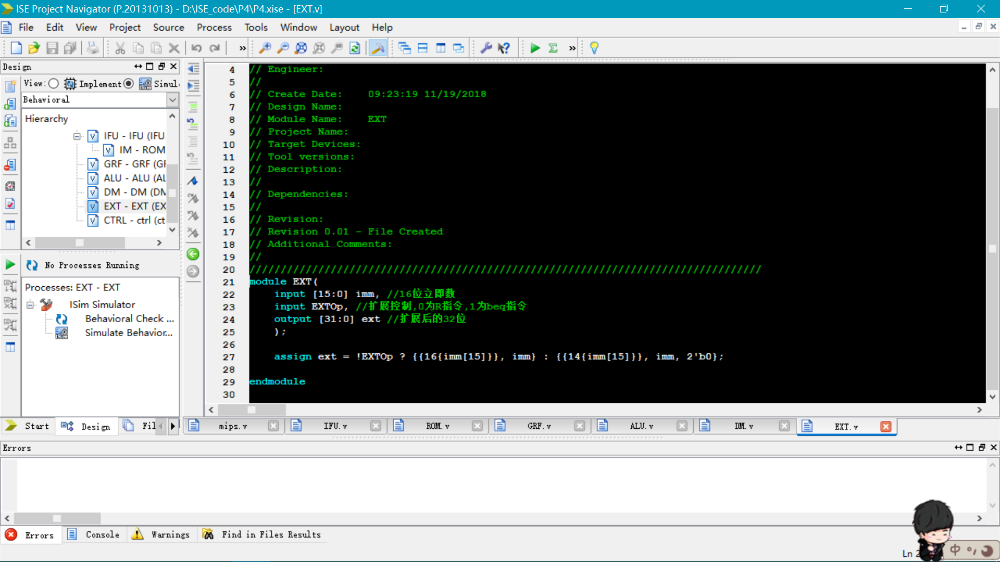 ISE Project Navigator (P.20131013) - D:\ISE_code\P4\P4.xise - [EXT.v]
File Edit View Project Source Process Tools Window Layout Help
Design
View: Implement Simul
Behavioral
Hierarchy
IFU - IFU (IFU
IM - ROM
GRF - GRF (GF
ALU - ALU (AL
DM - DM (DM
EXT - EXT (EX
CTRL - ctrl (ct
No Processes Running
Processes: EXT - EXT
ISim Simulator
Behavioral Check ...
Simulate Behavior...
4 // Engineer:
5 //
6 // Create Date:    09:23:19 11/19/2018
7 // Design Name:
8 // Module Name:    EXT
9 // Project Name:
10 // Target Devices:
11 // Tool versions:
12 // Description:
13 //
14 // Dependencies:
15 //
16 // Revision:
17 // Revision 0.01 - File Created
18 // Additional Comments:
19 //
20 //////////////////////////////////////////////////////////////////////////////////
21 module EXT(
22     input [15:0] imm, //16位立即数
23     input EXTOp, //扩展控制,0为R指令,1为beq指令
24     output [31:0] ext //扩展后的32位
25     );
26
27     assign ext = !EXTOp ? {{16{imm[15]}}, imm} : {{14{imm[15]}}, imm, 2'b0};
28
29 endmodule
30
Start Design Fil
mips.v IFU.v ROM.v GRF.v ALU.v DM.v EXT.v
Errors
Errors Console Warnings Find in Files Results
Ln 2
中